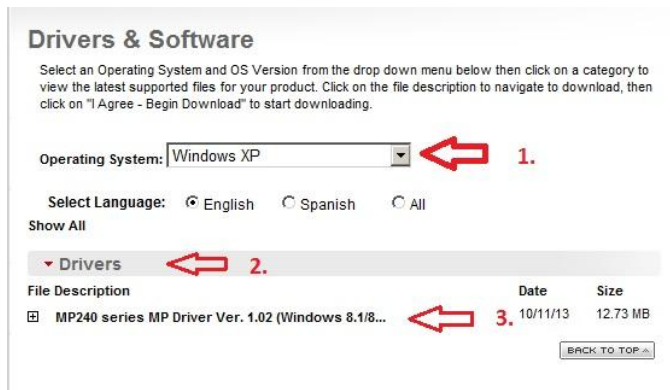 Drivers & Software
Select an Operating System and OS Version from the drop down menu below then click on a category to
view the latest supported files for your product. Click on the file description to navigate to download, then
click on "I Agree - Begin Download" to start downloading.
Operating System: Windows XP 1.
Select Language: English Spanish All
Show All
Drivers 2.
File Description Date Size
MP240 series MP Driver Ver. 1.02 (Windows 8.1/8... 3. 10/11/13 12.73 MB
BACK TO TOP